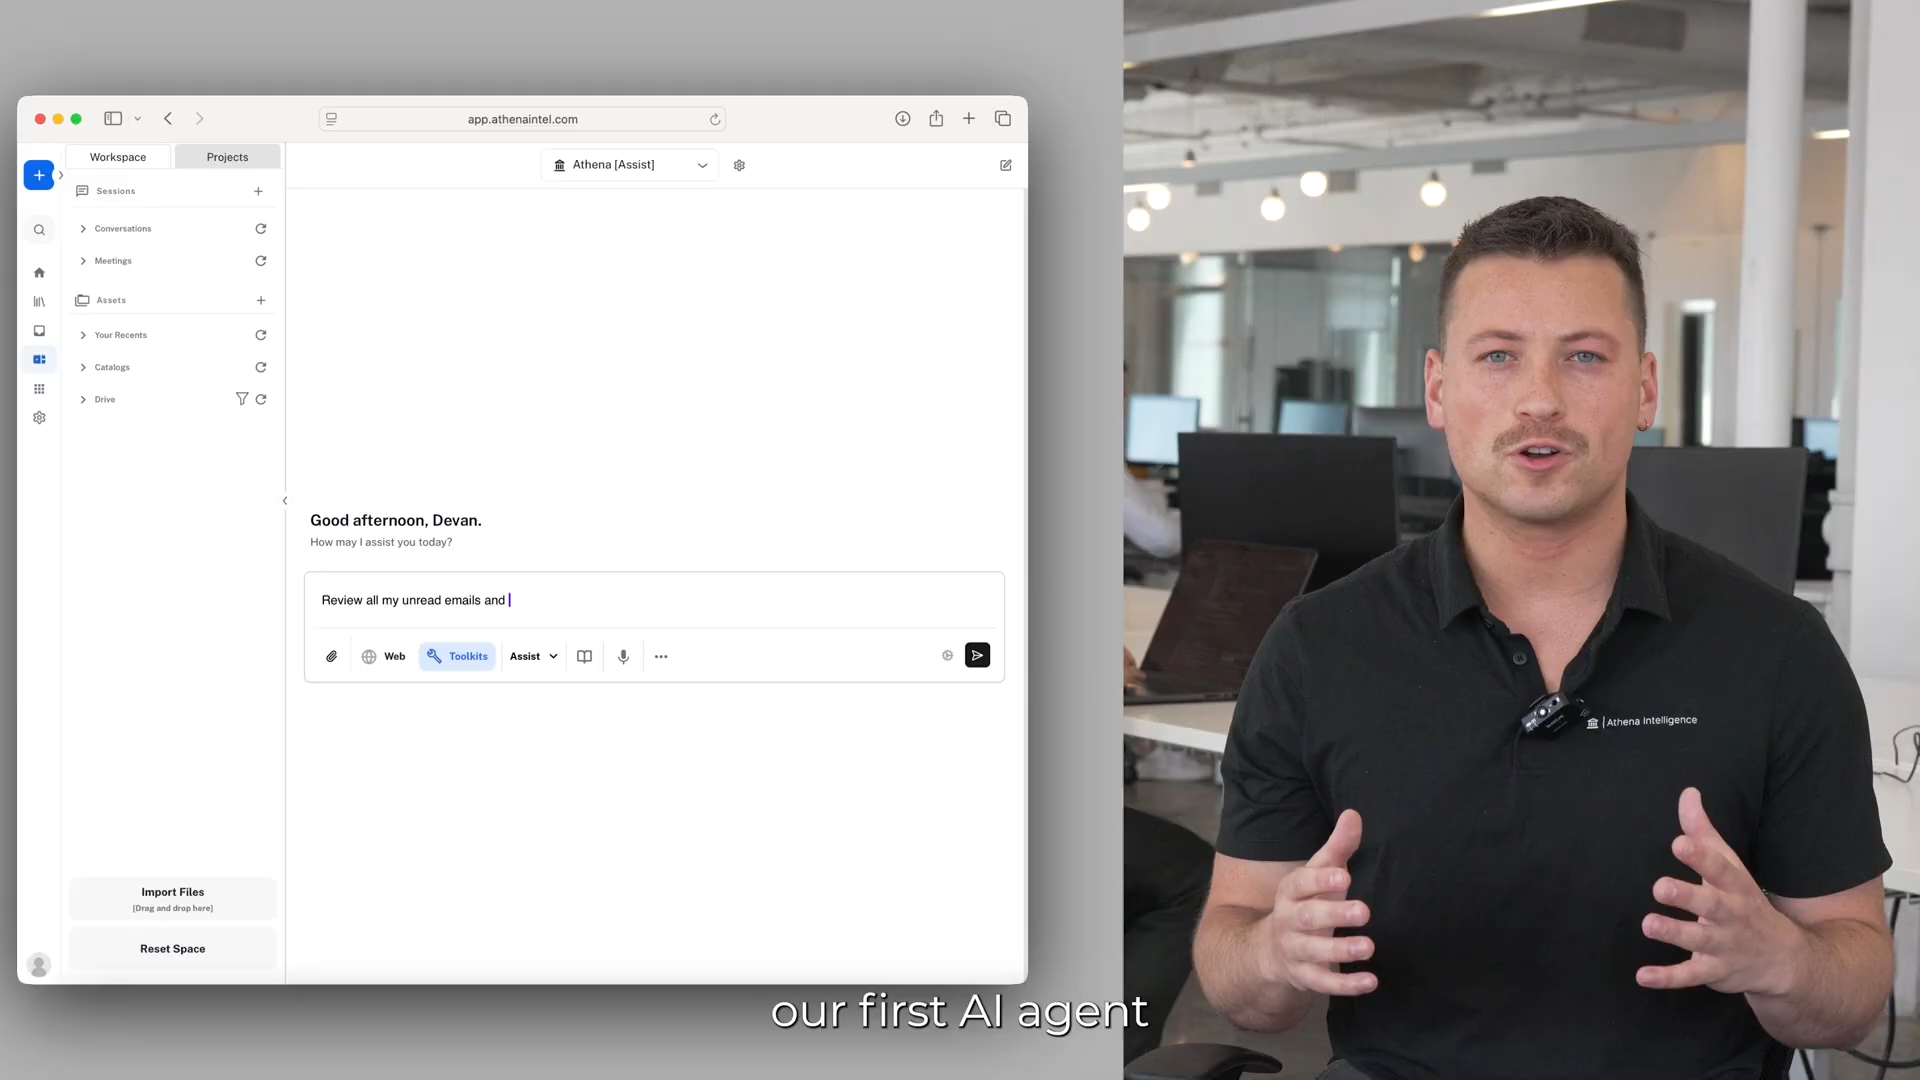 app.athenaintel.com
Workspace
Projects
Athena [Assist]
Sessions
Conversations
Meetings
Assets
Your Recents
Catalogs
Drive
Good afternoon, Devan.
How may I assist you today?
Review all my unread emails and
Web
Toolkits
Assist
Import Files
[Drag and drop here]
Reset Space
Athena Intelligence
our first AI agent